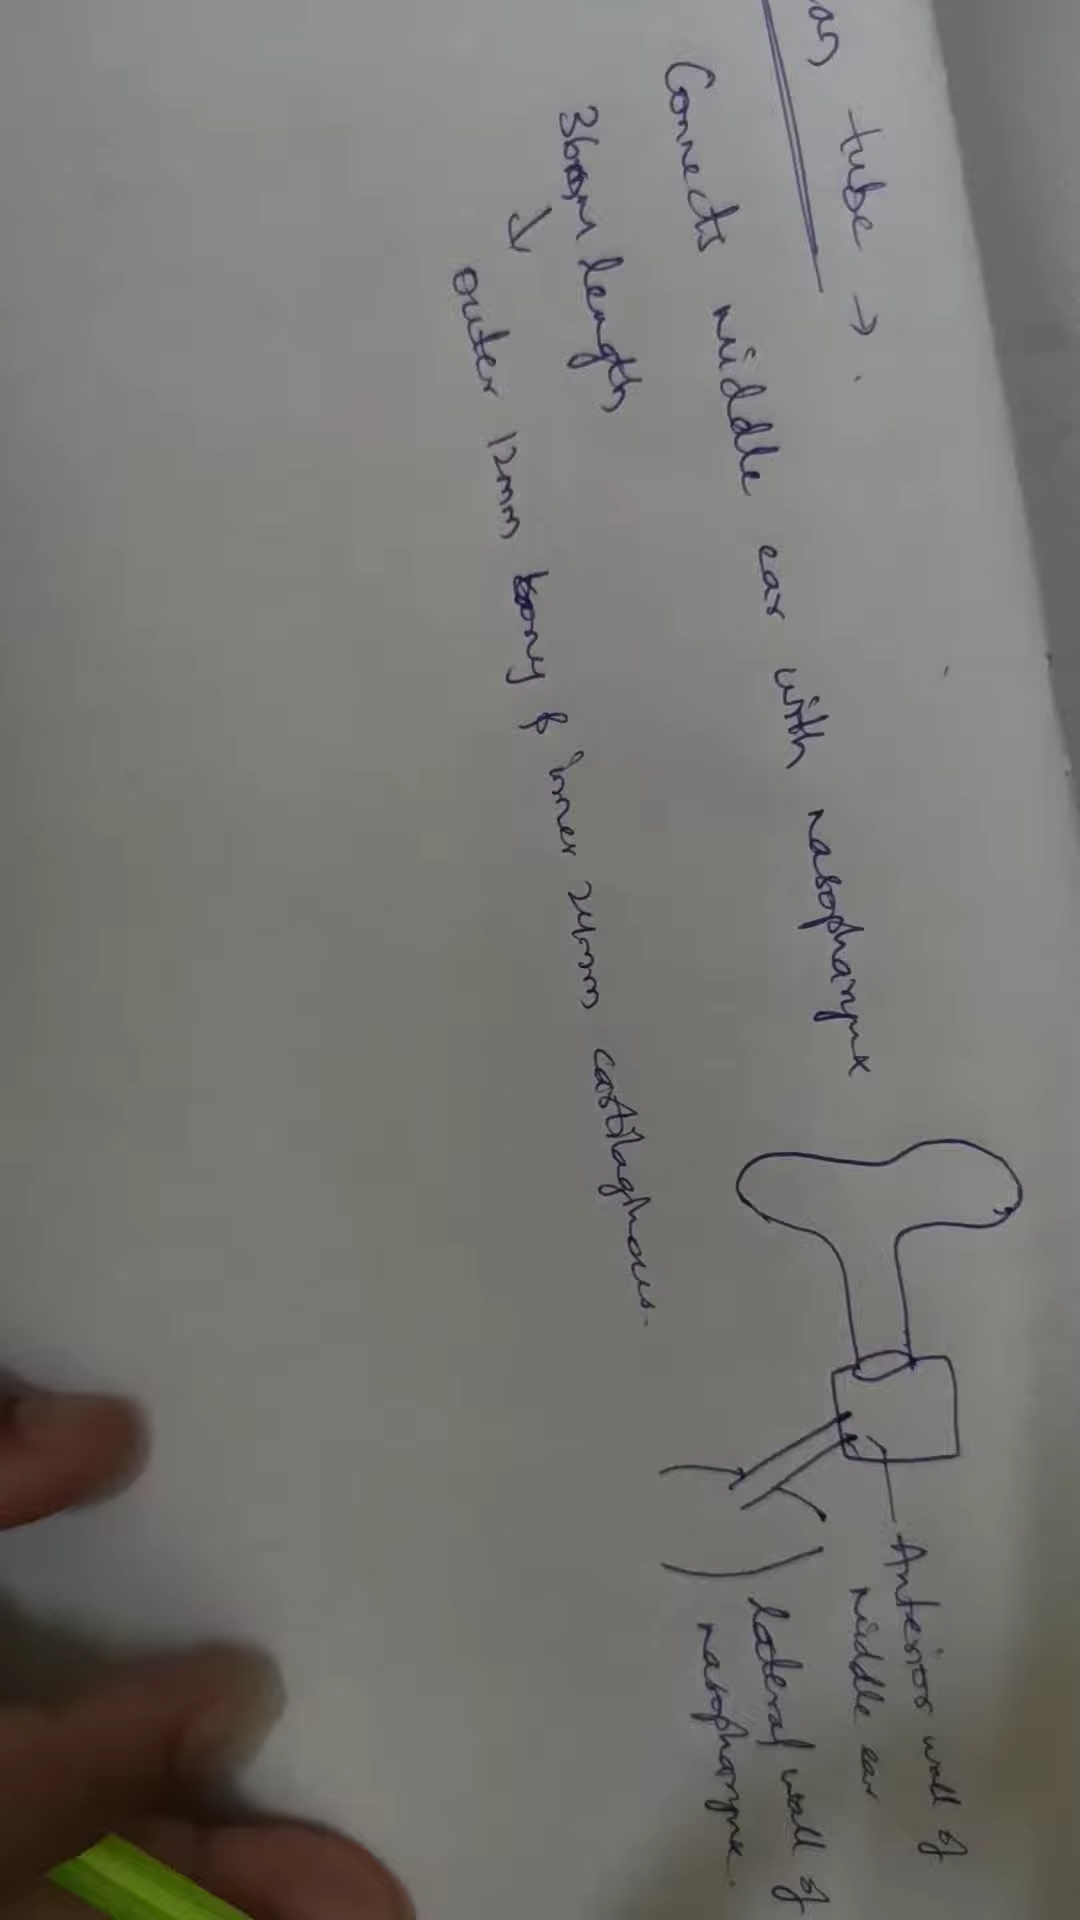 tube →
Connects middle ear with nasopharynx
36mm length
↓
outer 12mm bony & inner 24mm cartilaginous.
Anterior wall of
middle ear
lateral wall of
nasopharynx.